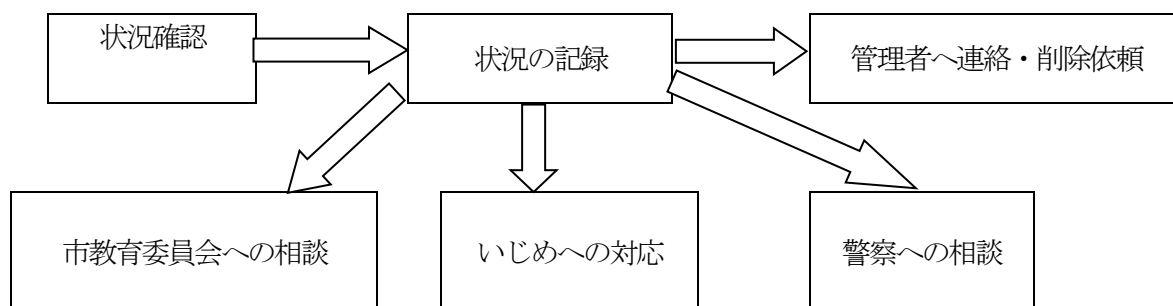 状況確認
状況の記録
管理者へ連絡・削除依頼
市教育委員会への相談
いじめへの対応
警察への相談